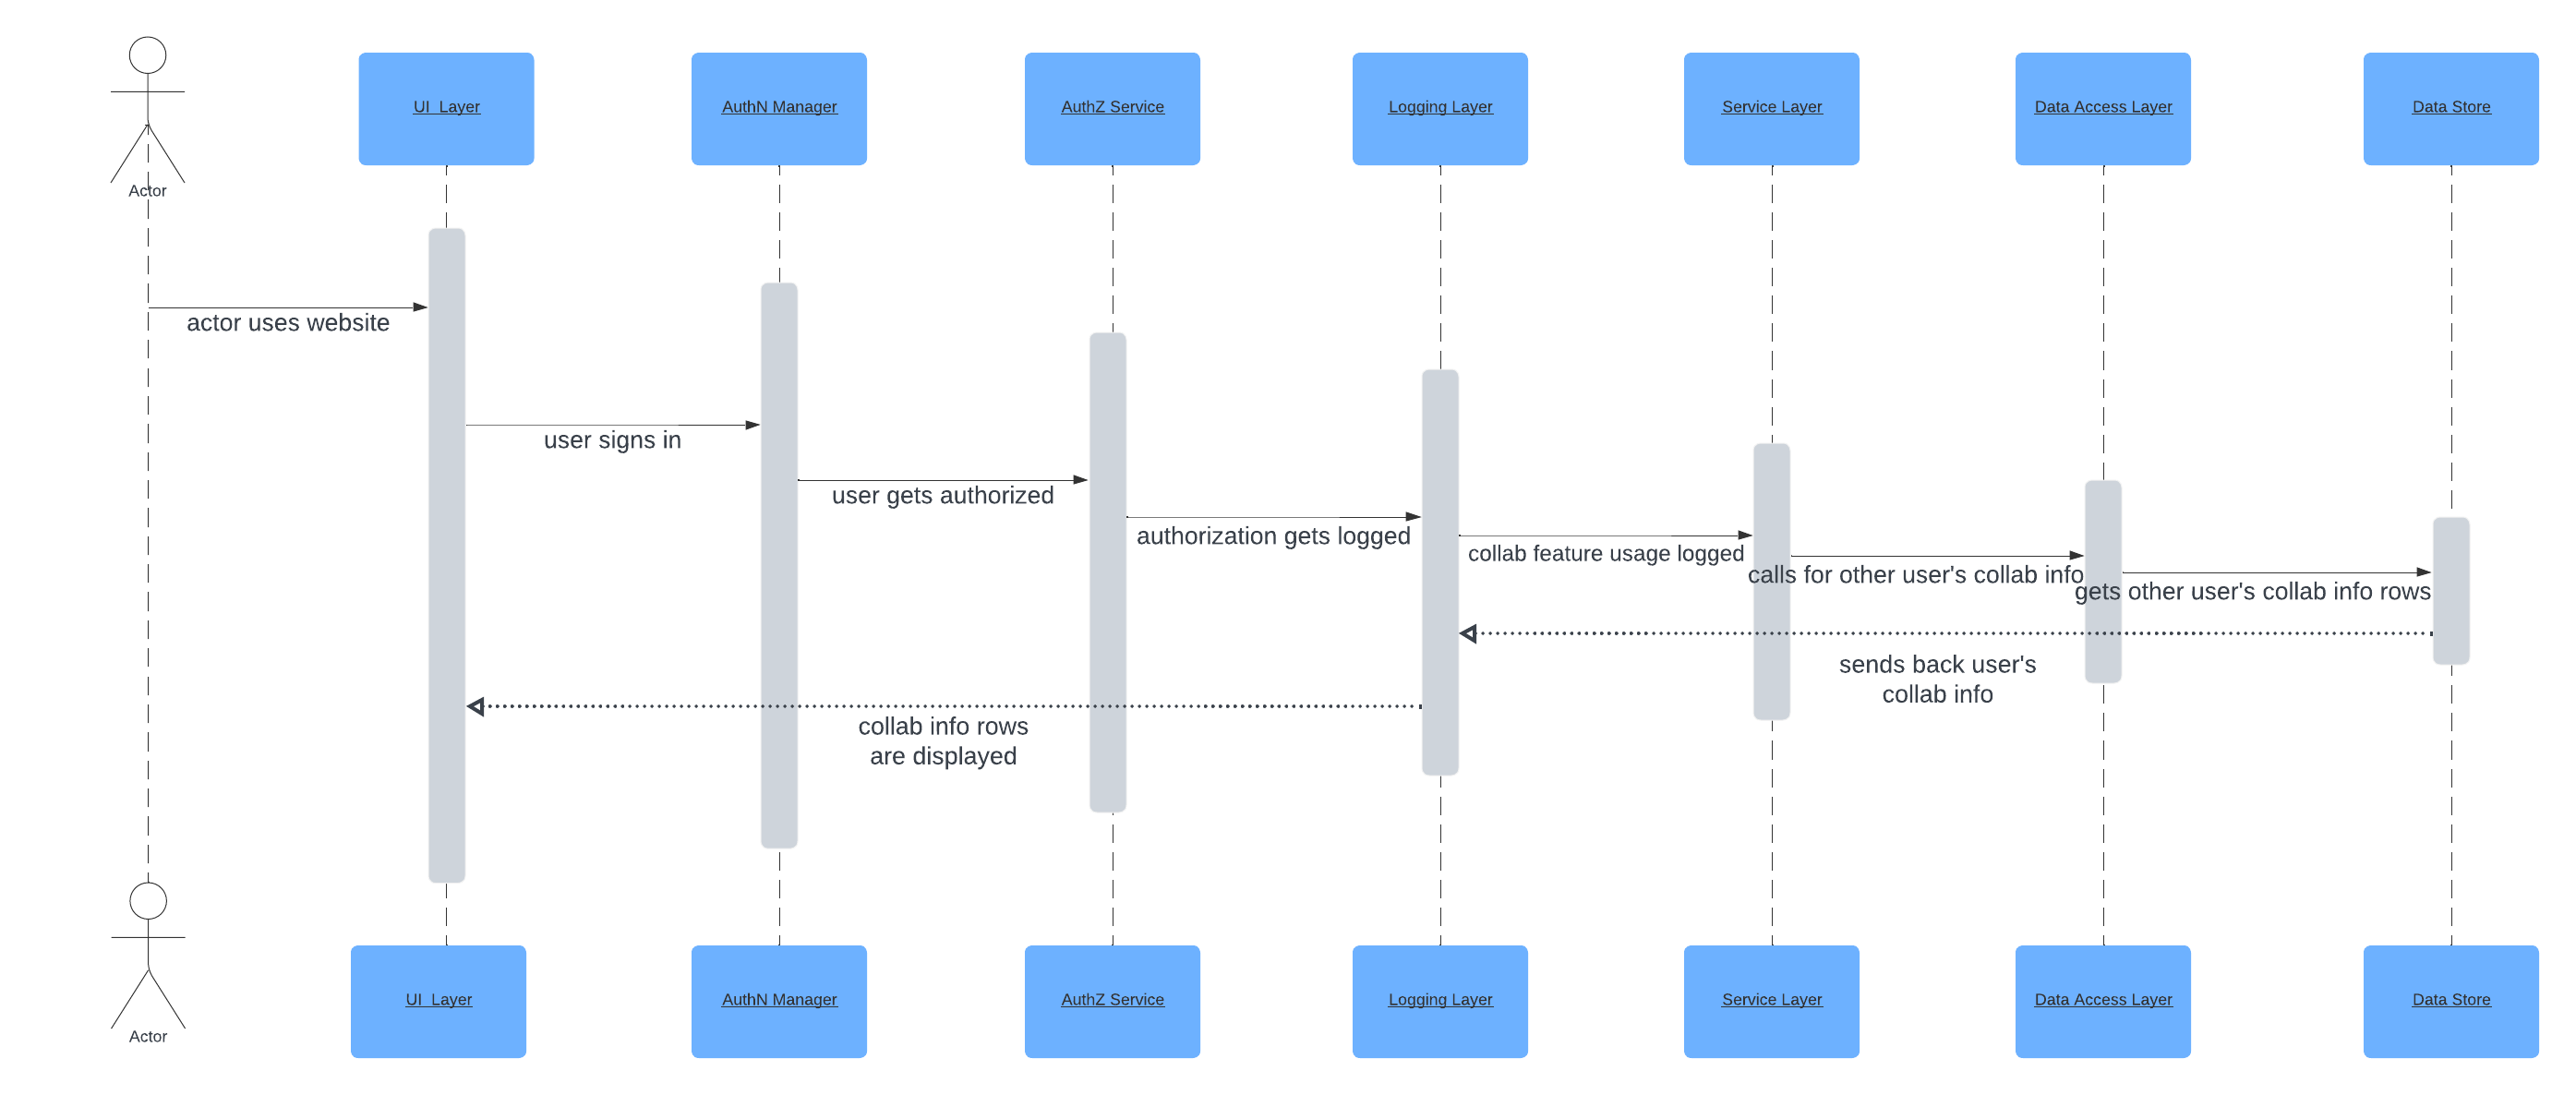 UI  Layer
AuthN Manager
AuthZ Service
Logging Layer
Service Layer
Data Access Layer
Data Store
Actor
actor uses website
user signs in
user gets authorized
authorization gets logged
collab feature usage logged
calls for other user's collab info
gets other user's collab info rows
sends back user's
collab info
collab info rows
are displayed
UI  Layer
AuthN Manager
AuthZ Service
Logging Layer
Service Layer
Data Access Layer
Data Store
Actor